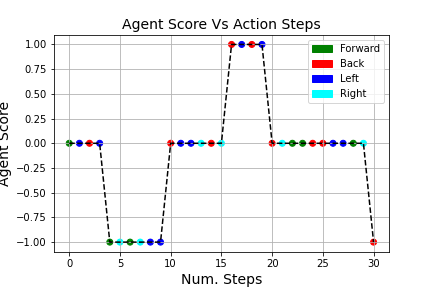 Agent Score Vs Action Steps
Agent Score
1.00
0.75
0.50
0.25
0.00
−0.25
−0.50
−0.75
−1.00
Forward
Back
Left
Right
0 5 10 15 20 25 30
Num. Steps